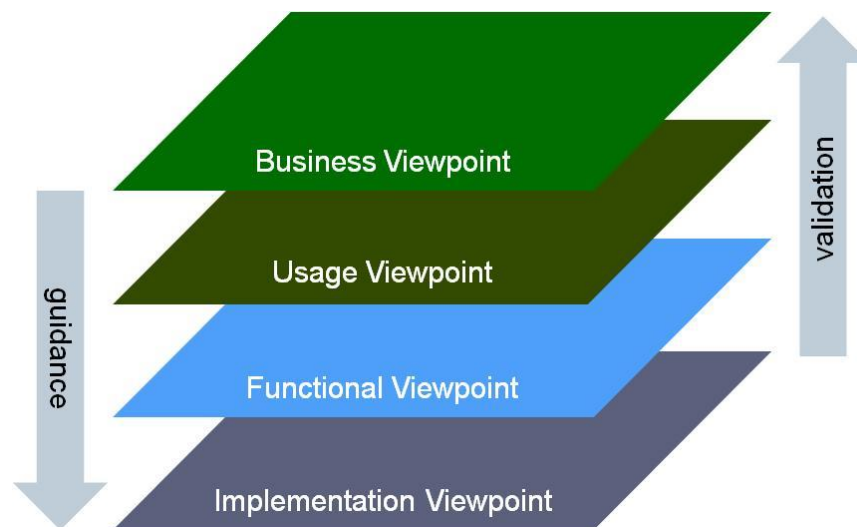 Business Viewpoint
Usage Viewpoint
Functional Viewpoint
Implementation Viewpoint
guidance
validation